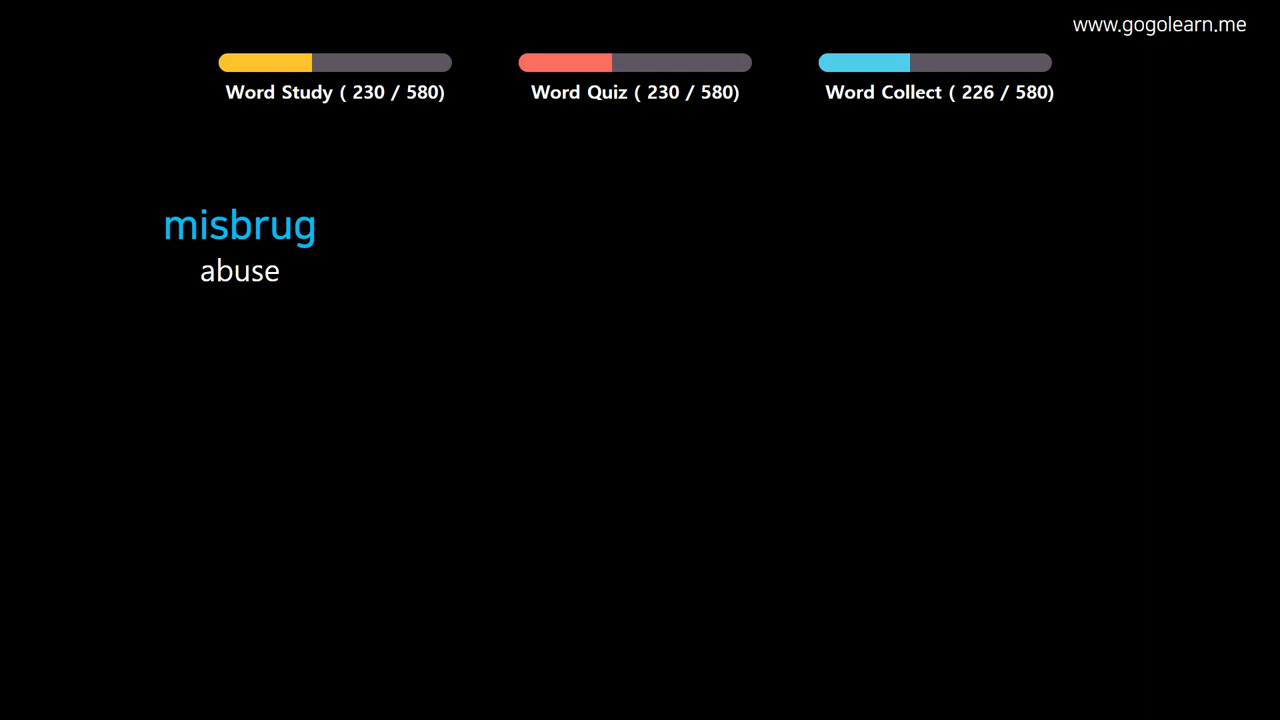 www.gogolearn.me
Word Study ( 230 / 580)
Word Quiz ( 230 / 580)
Word Collect ( 226 / 580)
misbrug
abuse